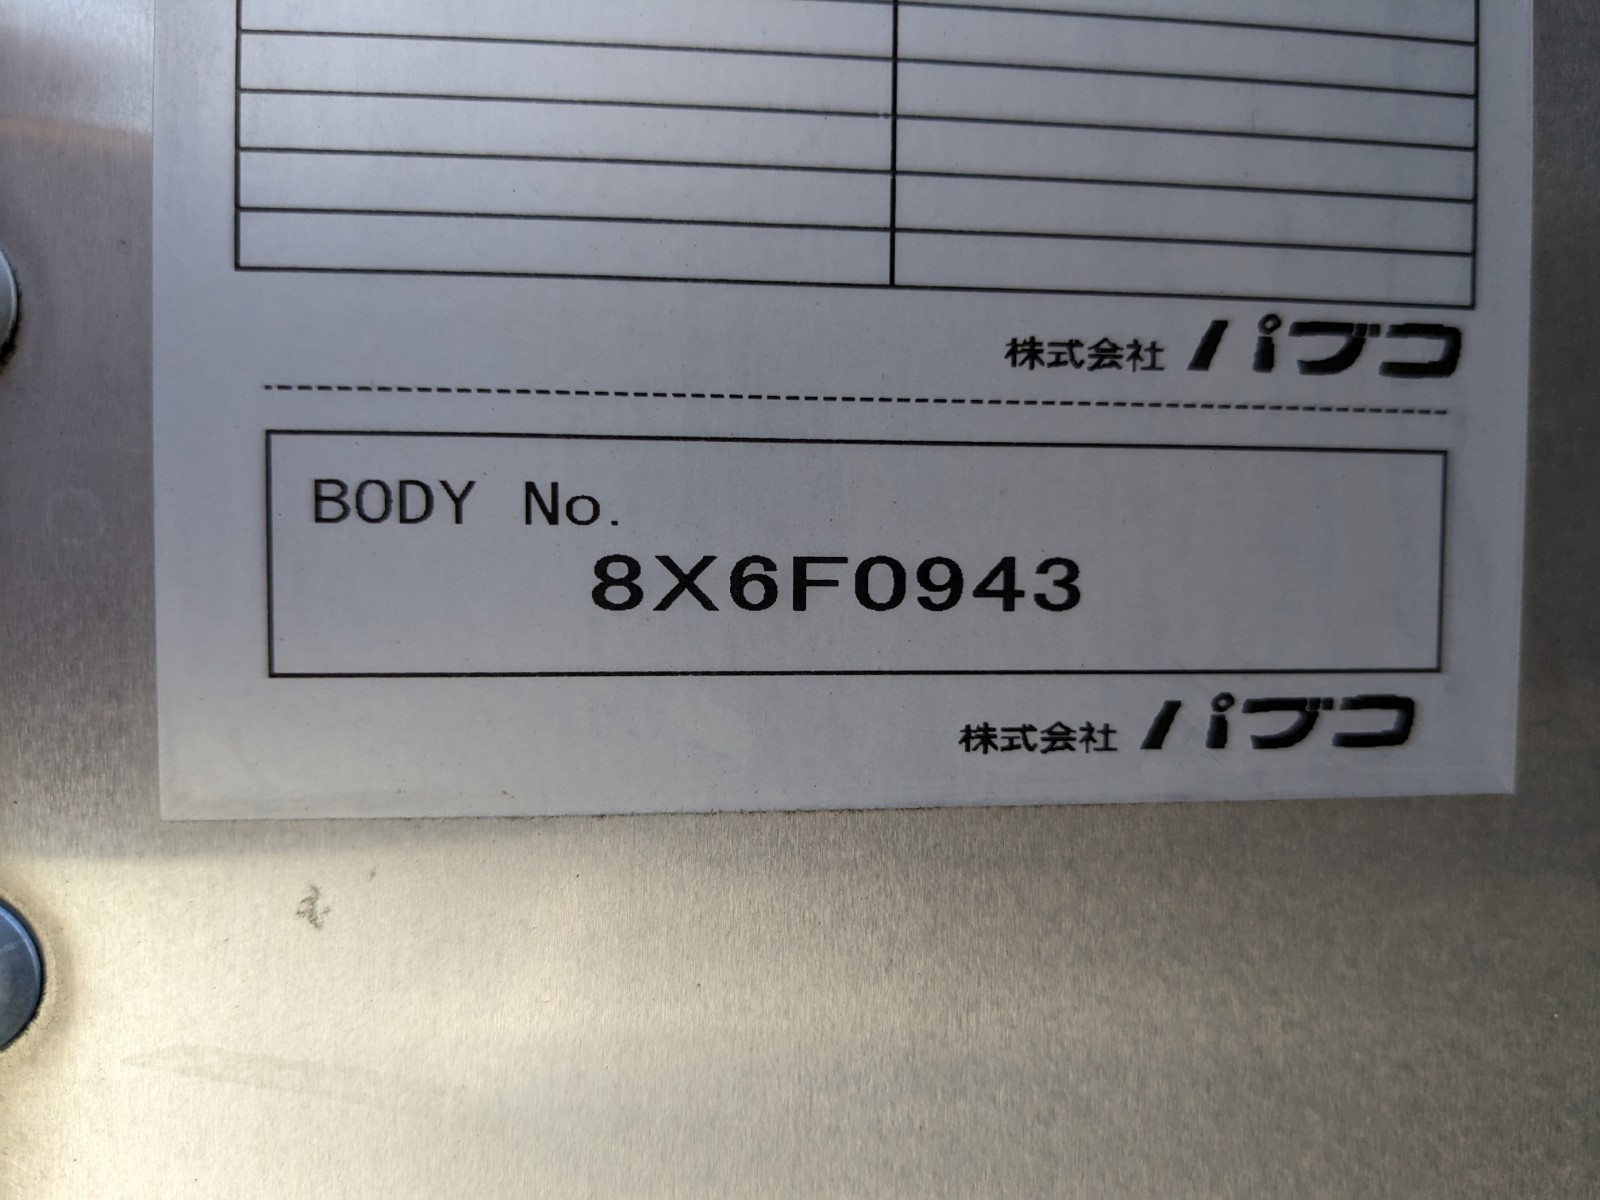 株式会社 パブコ
BODY No.
8X6F0943
株式会社 パブコ